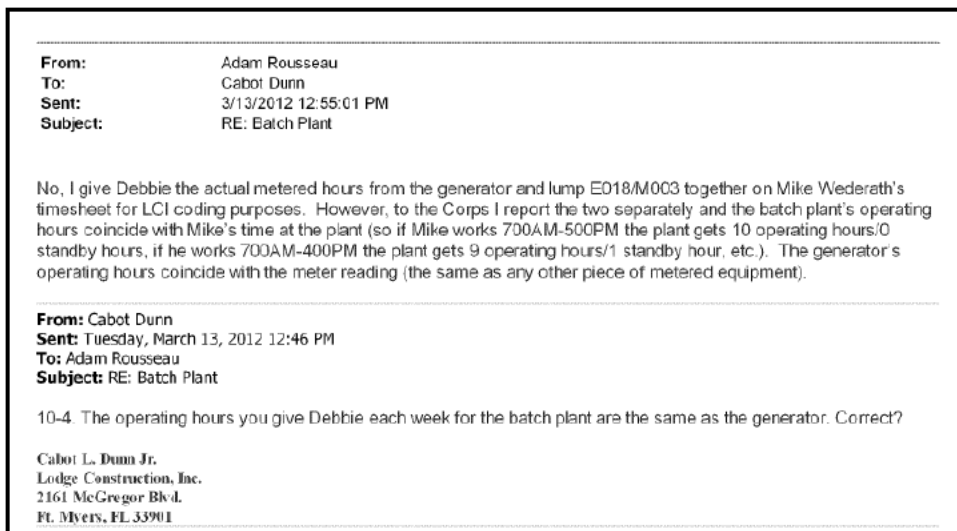 From: Adam Rousseau
To: Cabot Dunn
Sent: 3/13/2012 12:55:01 PM
Subject: RE: Batch Plant
No, I give Debbie the actual metered hours from the generator and lump E018/M003 together on Mike Wederath's
timesheet for LCI coding purposes. However, to the Corps I report the two separately and the batch plant's operating
hours coincide with Mike's time at the plant (so if Mike works 700AM-500PM the plant gets 10 operating hours/0
standby hours, if he works 700AM-400PM the plant gets 9 operating hours/1 standby hour, etc.). The generator's
operating hours coincide with the meter reading (the same as any other piece of metered equipment).
From: Cabot Dunn
Sent: Tuesday, March 13, 2012 12:46 PM
To: Adam Rousseau
Subject: RE: Batch Plant
10-4. The operating hours you give Debbie each week for the batch plant are the same as the generator. Correct?
Cabot L. Dunn Jr.
Lodge Construction, Inc.
2161 McGregor Blvd.
Ft. Myers, FL 33901